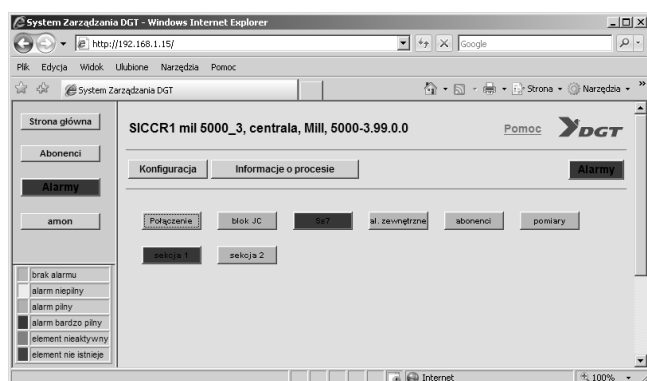 System Zarządzania DGT - Windows Internet Explorer
http://192.168.1.15/
Google
Plik Edycja Widok Ulubione Narzędzia Pomoc
System Zarządzania DGT
Strona Narzędzia »
Strona główna
Abonenci
Alarmy
amon
SICCR1 mil 5000_3, centrala, Mill, 5000-3.99.0.0
Pomoc
DGT
Konfiguracja
Informacje o procesie
Alarmy
Połączenie
blok JC
Ss7
al. zewnętrzne
abonenci
pomiary
sekcja 1
sekcja 2
brak alarmu
alarm niepilny
alarm pilny
alarm bardzo pilny
element nieaktywny
element nie istnieje
Internet
100%